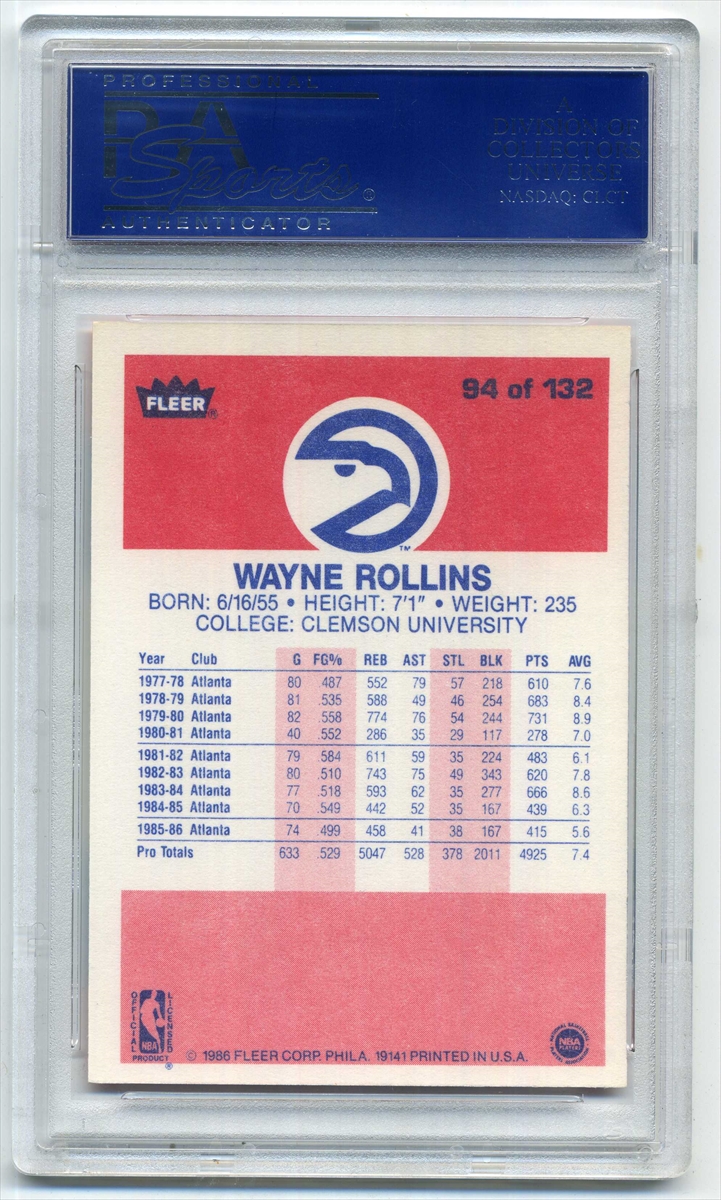 PROFESSIONAL
PSA
Sports®
AUTHENTICATOR
A
DIVISION OF
COLLECTORS
UNIVERSE
NASDAQ: CLCT
FLEER®
94 of 132
TM
WAYNE ROLLINS
BORN: 6/16/55 • HEIGHT: 7'1" • WEIGHT: 235
COLLEGE: CLEMSON UNIVERSITY
Year Club G FG% REB AST STL BLK PTS AVG
1977-78 Atlanta 80 .487 552 79 57 218 610 7.6
1978-79 Atlanta 81 .535 588 49 46 254 683 8.4
1979-80 Atlanta 82 .558 774 76 54 244 731 8.9
1980-81 Atlanta 40 .552 286 35 29 117 278 7.0
1981-82 Atlanta 79 .584 611 59 35 224 483 6.1
1982-83 Atlanta 80 .510 743 75 49 343 620 7.8
1983-84 Atlanta 77 .518 593 62 35 277 666 8.6
1984-85 Atlanta 70 .549 442 52 35 167 439 6.3
1985-86 Atlanta 74 .499 458 41 38 167 415 5.6
Pro Totals 633 .529 5047 528 378 2011 4925 7.4
OFFICIAL
LICENSED
NBA
PRODUCT
®
© 1986 FLEER CORP. PHILA. 19141 PRINTED IN U.S.A.
NATIONAL BASKETBALL
NBA
PLAYERS
PLAYERS ASSOCIATION